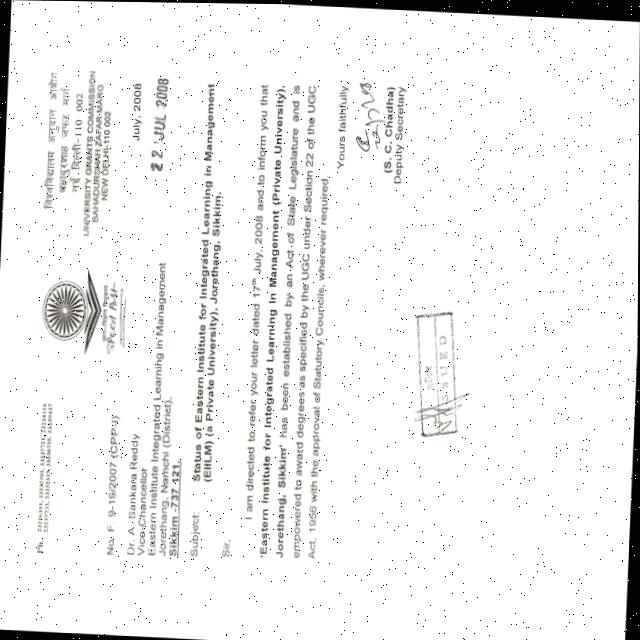 विश्वविद्यालय अनुदान आयोग
बहादुरशाह जफर मार्ग
नई दिल्ली-110 002
UNIVERSITY GRANTS COMMISSION
BAHADURSHAH ZAFAR MARG
NEW DELHI-110 002
Ph.
Speed Post
No. F. 9-16/2007 (CPP-I)
July, 2008
22 JUL 2008
Dr. A. Sankara Reddy
Vice-Chancellor
Eastern Institute Integrated Learning in Management
Jorethang, Namchi (District),
Sikkim -737 121.
Subject: Status of Eastern Institute for Integrated Learning in Management
(EIILM) (a Private University), Jorethang, Sikkim.
Sir,
I am directed to refer your letter dated 17th July, 2008 and to inform you that
'Eastern Institute for Integrated Learning in Management (Private University),
Jorethang, Sikkim' has been established by an Act of State Legislature and is
empowered to award degrees as specified by the UGC under Section 22 of the UGC
Act, 1956 with the approval of Statutory Councils, wherever required.
Yours faithfully,
(S. C. Chadha)
Deputy Secretary
ISSUED